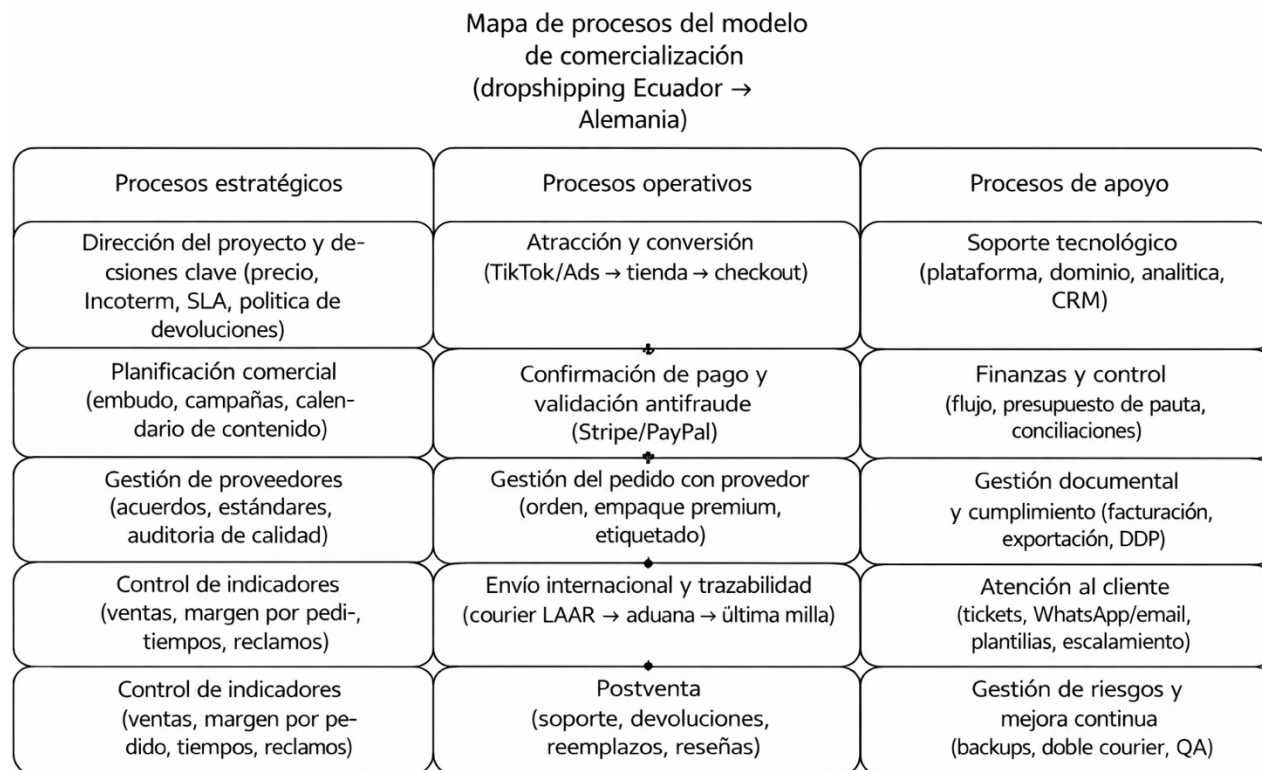 Mapa de procesos del modelo
de comercialización
(dropshipping Ecuador →
Alemania)
Procesos estratégicos
Procesos operativos
Procesos de apoyo
Dirección del proyecto y de-
csiones clave (precio,
Incoterm, SLA, politica de
devoluciones)
Atracción y conversión
(TikTok/Ads → tienda → checkout)
Soporte tecnológico
(plataforma, dominio, analitica,
CRM)
Planificación comercial
(embudo, campañas, calen-
dario de contenido)
Confirmación de pago y
validación antifraude
(Stripe/PayPal)
Finanzas y control
(flujo, presupuesto de pauta,
conciliaciones)
Gestión de proveedores
(acuerdos, estándares,
auditoria de calidad)
Gestión del pedido con provedor
(orden, empaque premium,
etiquetado)
Gestión documental
y cumplimiento (facturación,
exportación, DDP)
Control de indicadores
(ventas, margen por pedi-,
tiempos, reclamos)
Envío internacional y trazabilidad
(courier LAAR → aduana → última milla)
Atención al cliente
(tickets, WhatsApp/email,
plantilias, escalamiento)
Control de indicadores
(ventas, margen por pe-
dido, tiempos, reclamos)
Postventa
(soporte, devoluciones,
reemplazos, reseñas)
Gestión de riesgos y
mejora continua
(backups, doble courier, QA)